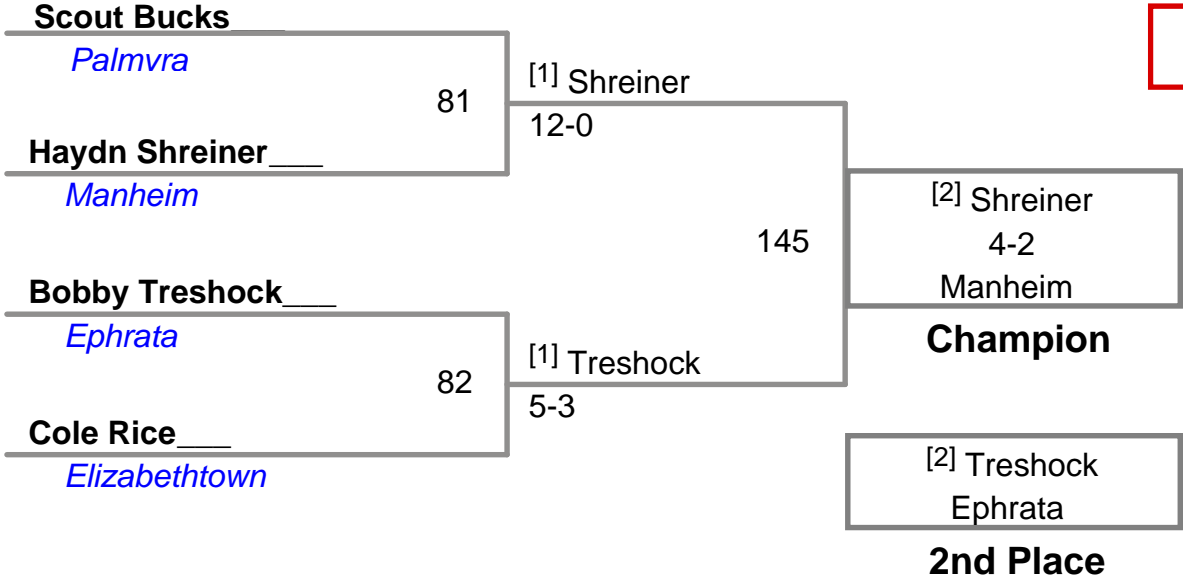 Scout Bucks___
Palmvra
81
[1] Shreiner
12-0
Haydn Shreiner___
Manheim
145
[2] Shreiner
4-2
Manheim
Champion
Bobby Treshock___
Ephrata
82
[1] Treshock
5-3
Cole Rice___
Elizabethtown
[2] Treshock
Ephrata
2nd Place